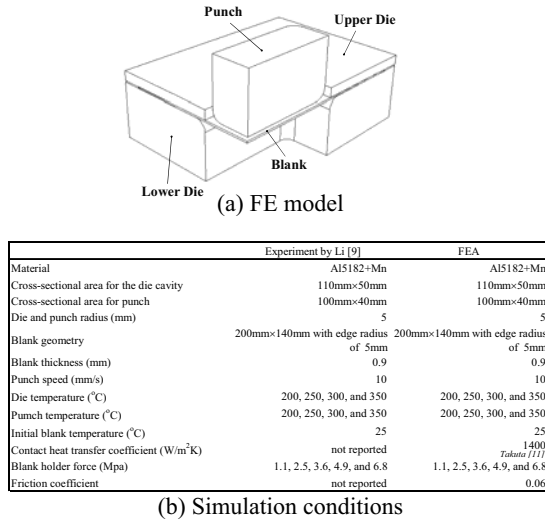 Punch
Upper Die
Lower Die
Blank
(a) FE model
Experiment by Li [9] FEA
Material Al5182+Mn Al5182+Mn
Cross-sectional area for the die cavity 110mm×50mm 110mm×50mm
Cross-sectional area for punch 100mm×40mm 100mm×40mm
Die and punch radius (mm) 5 5
Blank geometry 200mm×140mm with edge radius of 5mm 200mm×140mm with edge radius of 5mm
Blank thickness (mm) 0.9 0.9
Punch speed (mm/s) 10 10
Die temperature (°C) 200, 250, 300, and 350 200, 250, 300, and 350
Pumch temperature (°C) 200, 250, 300, and 350 200, 250, 300, and 350
Initial blank temperature (°C) 25 25
Contact heat transfer coefficient (W/m²K) not reported 1400
Takuta [11]
Blank holder force (Mpa) 1.1, 2.5, 3.6, 4.9, and 6.8 1.1, 2.5, 3.6, 4.9, and 6.8
Friction coefficient not reported 0.06
(b) Simulation conditions